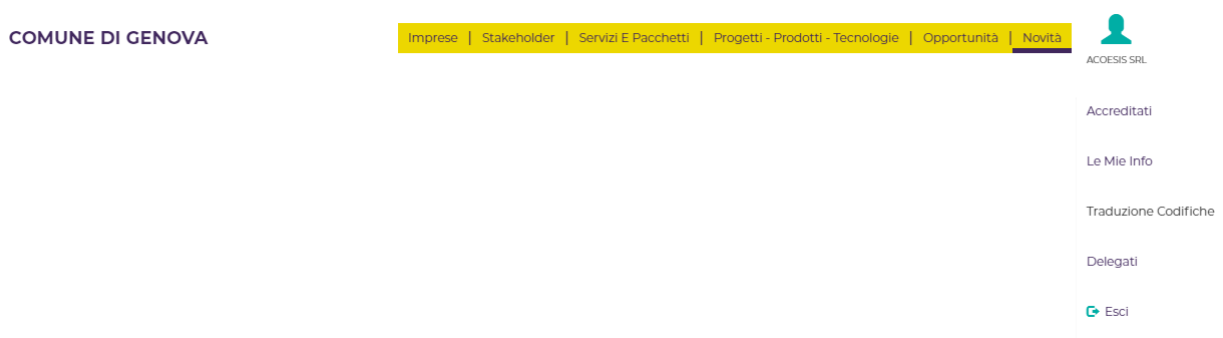 COMUNE DI GENOVA
Imprese | Stakeholder | Servizi E Pacchetti | Progetti - Prodotti - Tecnologie | Opportunità | Novità
ACOESIS SRL
Accreditati
Le Mie Info
Traduzione Codifiche
Delegati
Esci